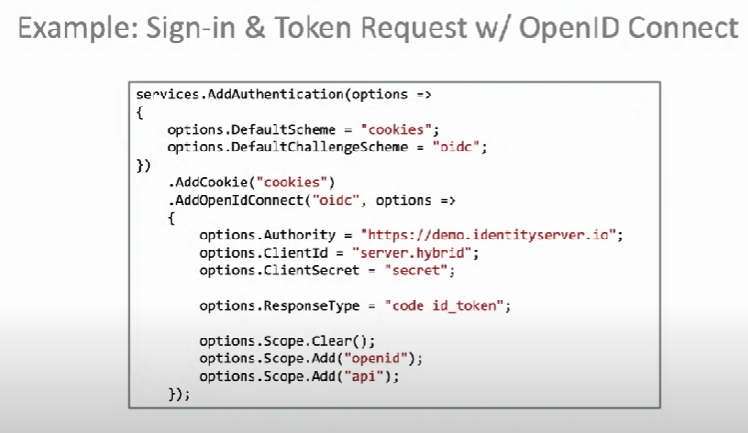 Example: Sign-in & Token Request w/ OpenID Connect
services.AddAuthentication(options =>
{
    options.DefaultScheme = "cookies";
    options.DefaultChallengeScheme = "oidc";
})
    .AddCookie("cookies")
    .AddOpenIdConnect("oidc", options =>
    {
        options.Authority = "https://demo.identityserver.io";
        options.ClientId = "server.hybrid";
        options.ClientSecret = "secret";
        options.ResponseType = "code id_token";
        options.Scope.Clear();
        options.Scope.Add("openid");
        options.Scope.Add("api");
    });